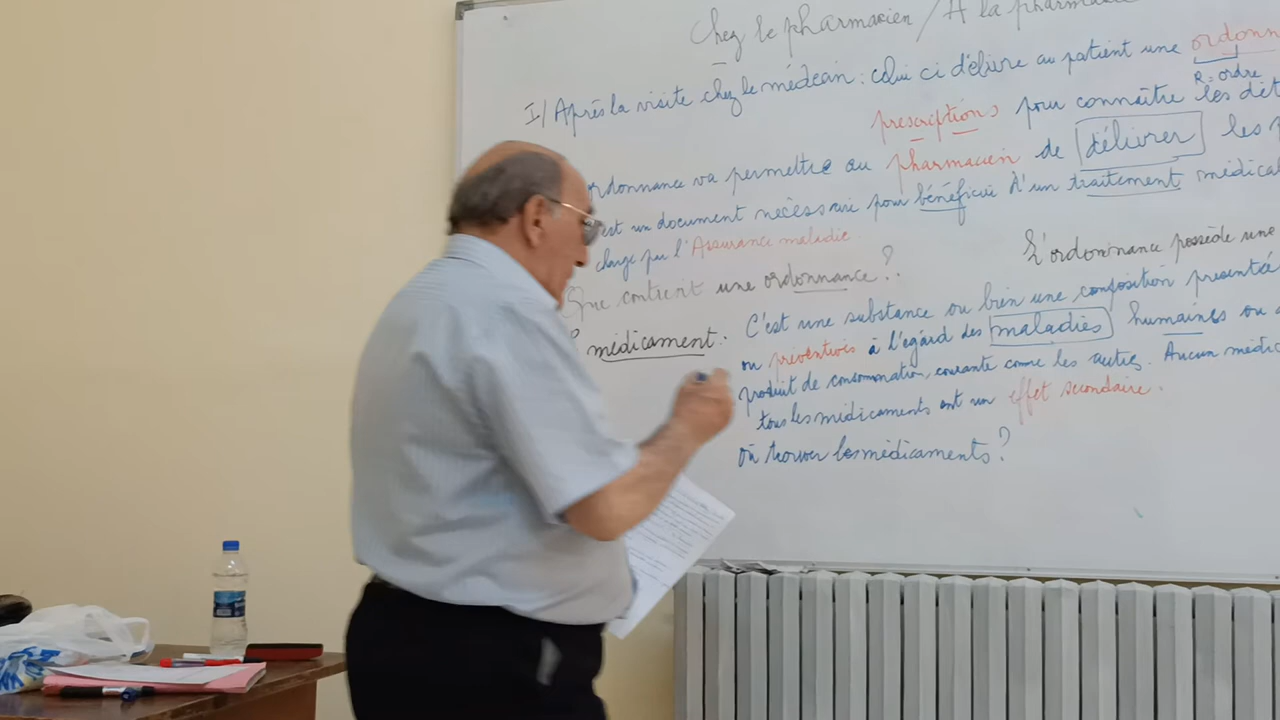 Chez le pharmacien / A la pharmacie
I/ Après la visite chez le médecin : celui ci délivre au patient une ordonn
R = ordre
prescriptions pour connaître les dét
ordonnance va permettre au pharmacien de délivrer les
est un document nécessaire pour bénéficier d'un traitement médical
charge par l'Assurance maladie.
Que contient une ordonnance ?
L'ordonnance possède une
médicament : C'est une substance ou bien une composition présentée
ou préventives à l'égard des maladies humaines ou a
produit de consommation courante comme les autres. Aucun médic
tous les médicaments ont un effet secondaire.
où trouver les médicaments ?